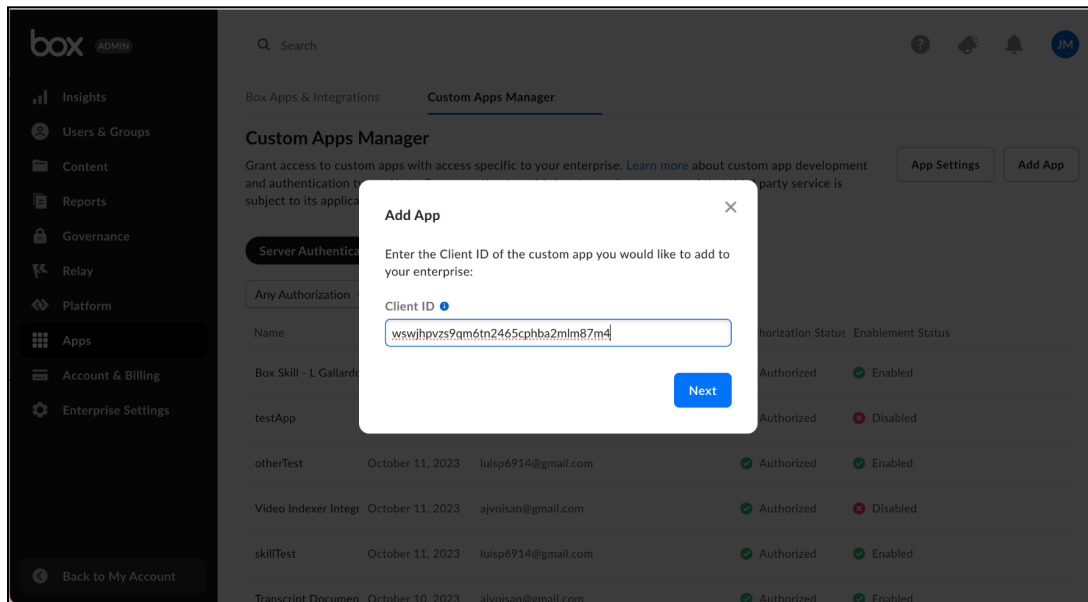 box ADMIN
Search
JM
Insights
Users & Groups
Content
Reports
Governance
Relay
Platform
Apps
Account & Billing
Enterprise Settings
Back to My Account
Box Apps & Integrations Custom Apps Manager
Custom Apps Manager
Grant access to custom apps with access specific to your enterprise. Learn more about custom app development
and authentication party service is
subject to its applica
App Settings
Add App
Server Authentica
Any Authorization
Name horization Status Enablement Status
Box Skill - L Gallardo Authorized Enabled
testApp Authorized Disabled
otherTest October 11, 2023 luisp6914@gmail.com Authorized Enabled
Video Indexer Integr October 11, 2023 ajvoisan@gmail.com Authorized Disabled
skillTest October 11, 2023 luisp6914@gmail.com Authorized Enabled
Transcript Documen October 10, 2023 ajvoisan@gmail.com Authorized Enabled
Add App
Enter the Client ID of the custom app you would like to add to
your enterprise:
Client ID
wswjhpvzs9qm6tn2465cphba2mlm87m4
Next